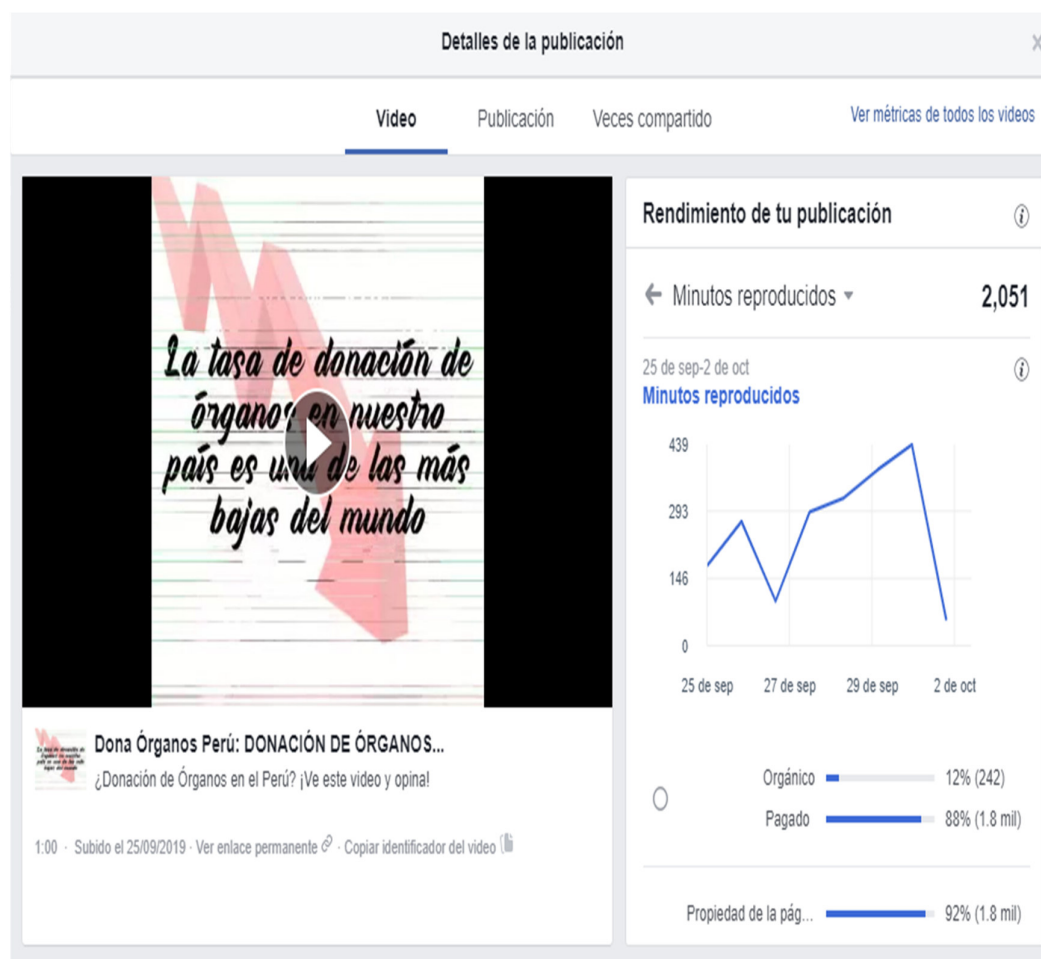 Detalles de la publicación
Video
Publicación
Veces compartido
Ver métricas de todos los videos
La tasa de donación de
órganos en nuestro
país es una de las más
bajas del mundo
Dona Órganos Perú: DONACIÓN DE ÓRGANOS...
¿Donación de Órganos en el Perú? ¡Ve este video y opina!
1:00 · Subido el 25/09/2019 · Ver enlace permanente · Copiar identificador del video
Rendimiento de tu publicación
Minutos reproducidos
2,051
25 de sep-2 de oct
Minutos reproducidos
439
293
146
0
25 de sep
27 de sep
29 de sep
2 de oct
Orgánico 12% (242)
Pagado 88% (1.8 mil)
Propiedad de la pág... 92% (1.8 mil)